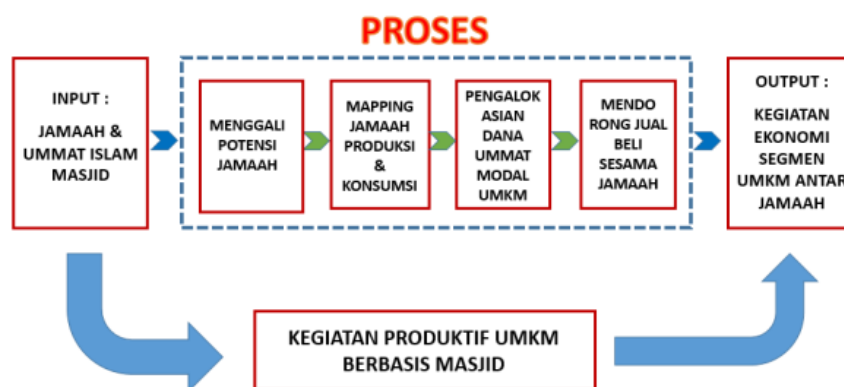 PROSES
INPUT :
JAMAAH &
UMMAT ISLAM
MASJID
MENGGALI
POTENSI
JAMAAH
MAPPING
JAMAAH
PRODUKSI
&
KONSUMSI
PENGALOK
ASIAN
DANA
UMMAT
MODAL
UMKM
MENDO
RONG JUAL
BELI
SESAMA
JAMAAH
OUTPUT :
KEGIATAN
EKONOMI
SEGMEN
UMKM ANTAR
JAMAAH
KEGIATAN PRODUKTIF UMKM
BERBASIS MASJID